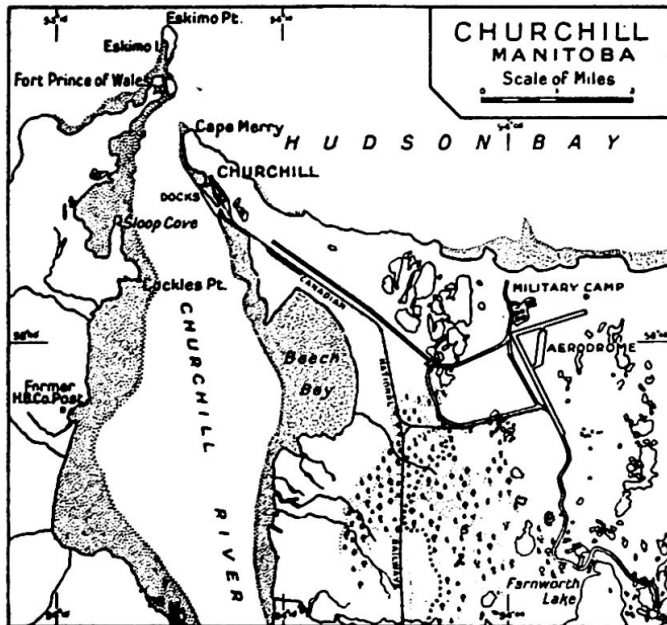 Eskimo Pt.
Eskimo I.
Fort Prince of Wales
CHURCHILL
MANITOBA
Scale of Miles
Cape Merry
HUDSON BAY
CHURCHILL
DOCKS
Sloop Cove
Cockles Pt.
CANADIAN
NATIONAL
RAILWAYS
MILITARY CAMP
AERODROME
Beech
Bay
Former
H.B.Co.Post
CHURCHILL
RIVER
Farnworth
Lake